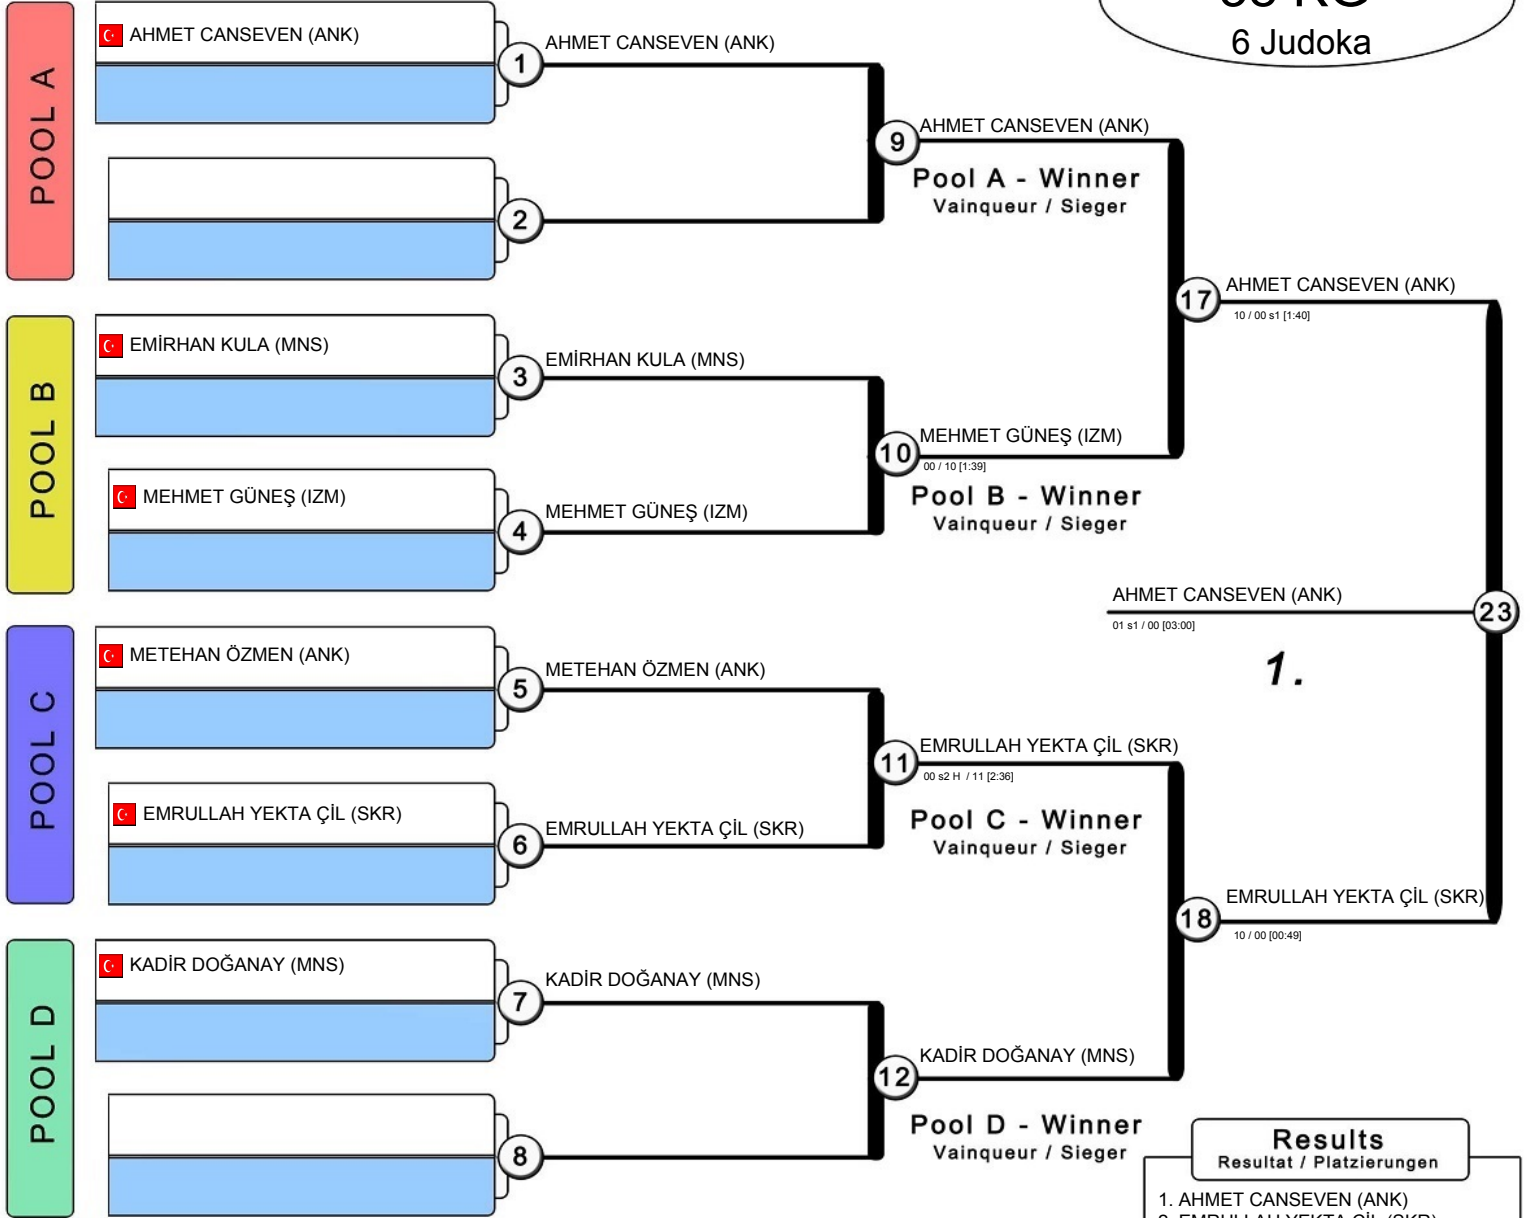 6 Judoka
POOL A
AHMET CANSEVEN (ANK)
1
AHMET CANSEVEN (ANK)
2
9
AHMET CANSEVEN (ANK)
Pool A - Winner
Vainqueur / Sieger
POOL B
EMİRHAN KULA (MNS)
3
EMİRHAN KULA (MNS)
MEHMET GÜNEŞ (IZM)
4
MEHMET GÜNEŞ (IZM)
10
MEHMET GÜNEŞ (IZM)
00 / 10 [1:39]
Pool B - Winner
Vainqueur / Sieger
17
AHMET CANSEVEN (ANK)
10 / 00 s1 [1:40]
POOL C
METEHAN ÖZMEN (ANK)
5
METEHAN ÖZMEN (ANK)
EMRULLAH YEKTA ÇİL (SKR)
6
EMRULLAH YEKTA ÇİL (SKR)
11
EMRULLAH YEKTA ÇİL (SKR)
00 s2 H / 11 [2:36]
Pool C - Winner
Vainqueur / Sieger
POOL D
KADİR DOĞANAY (MNS)
7
KADİR DOĞANAY (MNS)
8
12
KADİR DOĞANAY (MNS)
Pool D - Winner
Vainqueur / Sieger
18
EMRULLAH YEKTA ÇİL (SKR)
10 / 00 [00:49]
AHMET CANSEVEN (ANK)
23
01 s1 / 00 [03:00]
1.
Results
Resultat / Platzierungen
1. AHMET CANSEVEN (ANK)
2. EMRULLAH YEKTA ÇİL (SKR)